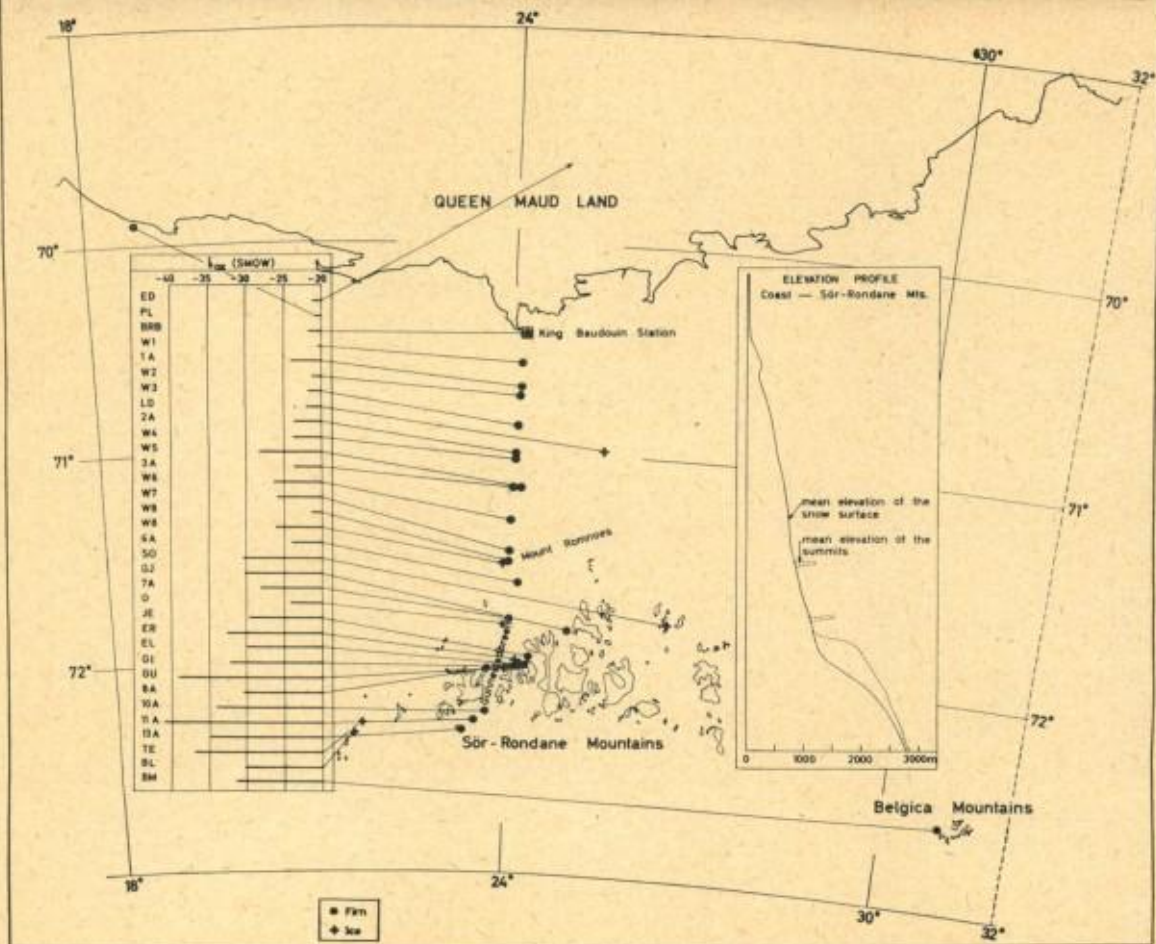 18°
24°
30°
32°
QUEEN MAUD LAND
70°
(SNOW)
-40 -35 -30 -25 -20
ED
PL
BRB
W1
1A
W2
W3
LD
2A
W4
W5
3A
W6
W7
W8
6A
SO
GJ
7A
O
JE
ER
EL
GI
GU
8A
10A
11A
13A
TE
BL
BM
King Baudouin Station
ELEVATION PROFILE
Coast — Sör-Rondane Mts.
70°
71°
mean elevation of the
snow surface
71°
Mount Romnoes
mean elevation of the
summits
72°
72°
0 1000 2000 3000m
Sör-Rondane Mountains
Belgica Mountains
18°
24°
30°
32°
Firn
Ice